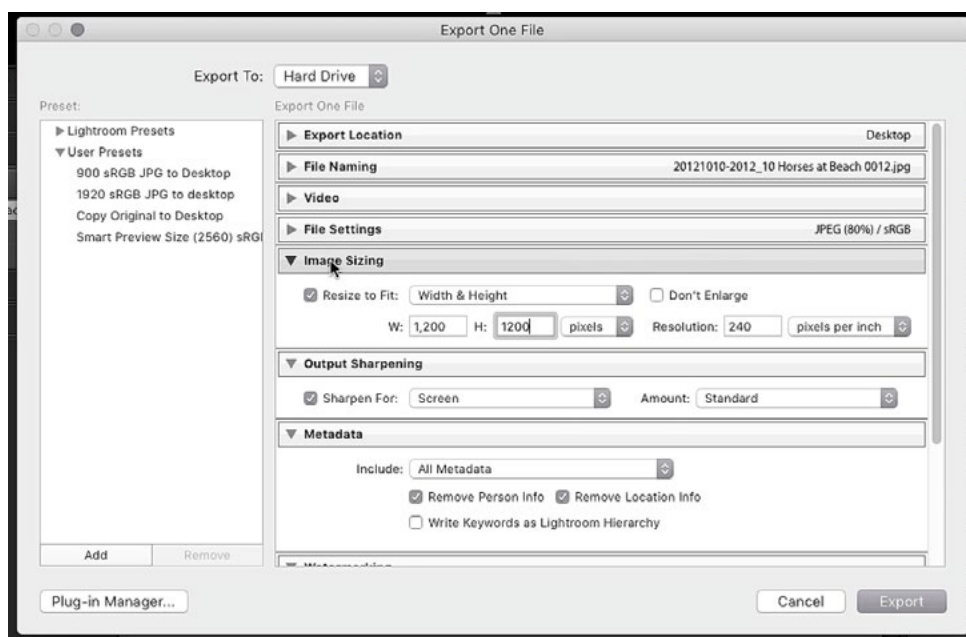 Export One File
Export To: Hard Drive
Preset:
Export One File
Lightroom Presets
User Presets
900 sRGB JPG to Desktop
1920 sRGB JPG to desktop
Copy Original to Desktop
Smart Preview Size (2560) sRG
Export Location Desktop
File Naming 20121010-2012_10 Horses at Beach 0012.jpg
Video
File Settings JPEG (80%) / sRGB
Image Sizing
Resize to Fit: Width & Height Don't Enlarge
W: 1,200 H: 1200 pixels Resolution: 240 pixels per inch
Output Sharpening
Sharpen For: Screen Amount: Standard
Metadata
Include: All Metadata
Remove Person Info Remove Location Info
Write Keywords as Lightroom Hierarchy
Add Remove
Plug-in Manager... Cancel Export